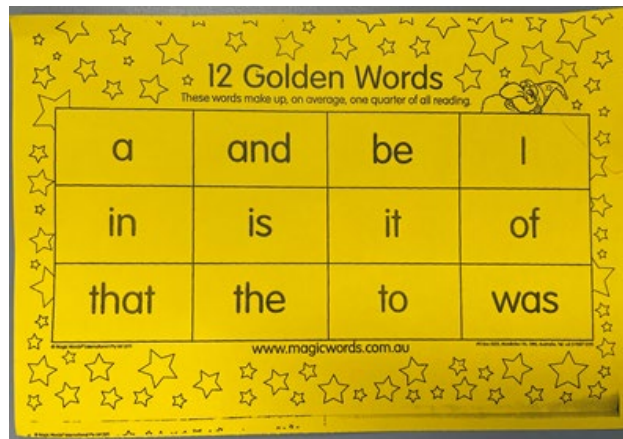 12 Golden Words
These words make up, on average, one quarter of all reading.
a and be I
in is it of
that the to was
www.magicwords.com.au